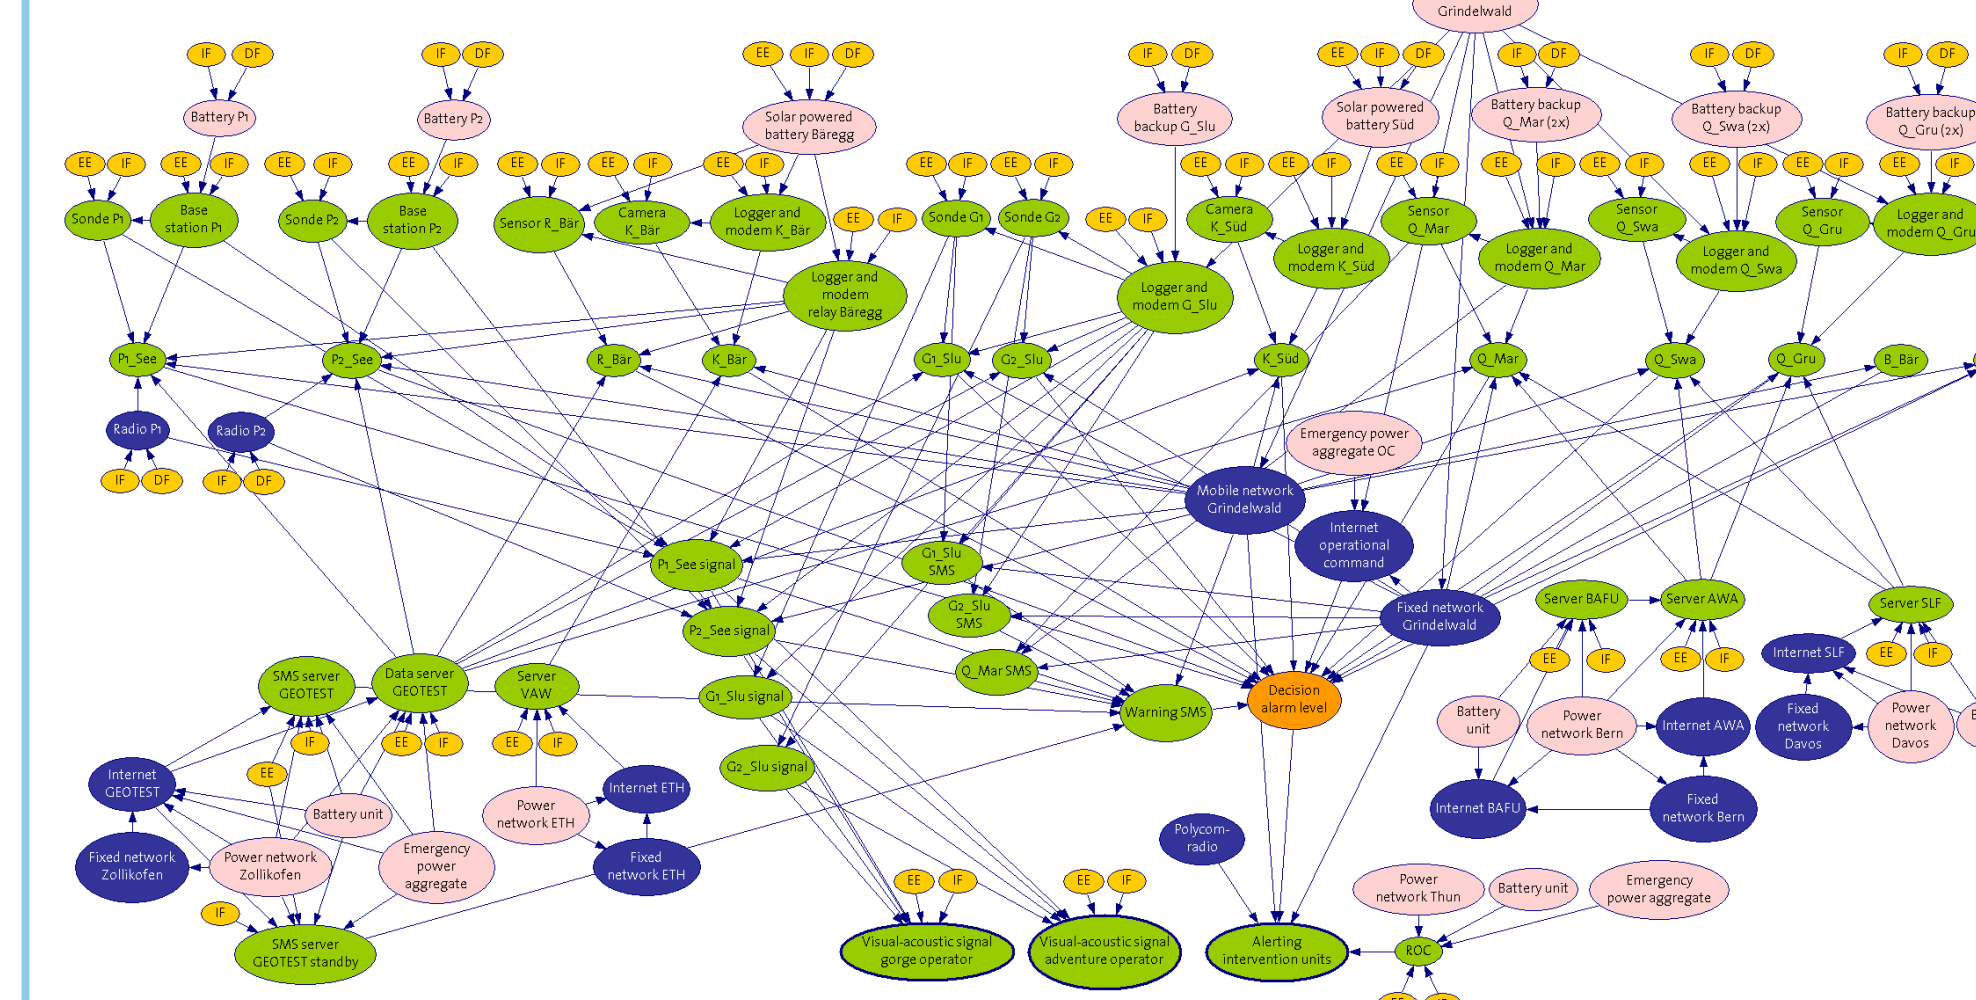 Grindelwald
IF
DF
IF
DF
EE
IF
DF
IF
DF
EE
IF
DF
IF
DF
IF
DF
IF
DF
Battery P1
Battery P2
Solar powered
battery Bäregg
Battery
backup G_Slu
Solar powered
battery Süd
Battery backup
Q_Mar (2x)
Battery backup
Q_Swa (2x)
Battery backup
Q_Gru (2x)
EE
IF
EE
IF
EE
IF
EE
IF
EE
IF
EE
IF
EE
IF
EE
IF
EE
IF
EE
IF
EE
IF
EE
IF
EE
IF
EE
IF
EE
IF
EE
IF
EE
IF
Sonde P1
Base
station P1
Sonde P2
Base
station P2
Sensor R_Bär
Camera
K_Bär
Logger and
modem K_Bär
EE
IF
Sonde G1
Sonde G2
EE
IF
Camera
K_Süd
Logger and
modem K_Süd
Sensor
Q_Mar
Logger and
modem Q_Mar
Sensor
Q_Swa
Logger and
modem Q_Swa
Sensor
Q_Gru
Logger and
modem Q_Gru
Logger and
modem
relay Bäregg
Logger and
modem G_Slu
P1_See
P2_See
R_Bär
K_Bär
G1_Slu
G2_Slu
K_Süd
Q_Mar
Q_Swa
Q_Gru
B_Bär
Radio P1
Radio P2
IF
DF
IF
DF
Emergency power
aggregate OC
Mobile network
Grindelwald
Internet
operational
command
P1_See signal
G1_Slu
SMS
G2_Slu
SMS
Fixed network
Grindelwald
Server BAFU
Server AWA
Server SLF
P2_See signal
Q_Mar SMS
EE
IF
EE
IF
Internet SLF
EE
IF
SMS server
GEOTEST
Data server
GEOTEST
Server
VAW
G1_Slu signal
Warning SMS
Decision
alarm level
Battery
unit
Power
network Bern
Internet AWA
Fixed
network
Davos
Power
network
Davos
IF
EE
IF
EE
IF
EE
G2_Slu signal
Internet
GEOTEST
Battery unit
Power
network ETH
Internet ETH
Internet BAFU
Fixed
network Bern
Polycom-
radio
Fixed network
Zollikofen
Power network
Zollikofen
Emergency
power
aggregate
Fixed
network ETH
EE
IF
EE
IF
Power
network Thun
Battery unit
Emergency
power aggregate
IF
SMS server
GEOTEST standby
Visual-acoustic signal
gorge operator
Visual-acoustic signal
adventure operator
Alerting
intervention units
ROC
EE
IF